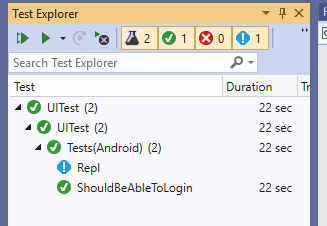 Test Explorer
2 1 0 1
Search Test Explorer
Test Duration Tr
UITest (2) 22 sec
UITest (2) 22 sec
Tests(Android) (2) 22 sec
Repl
ShouldBeAbleToLogin 22 sec